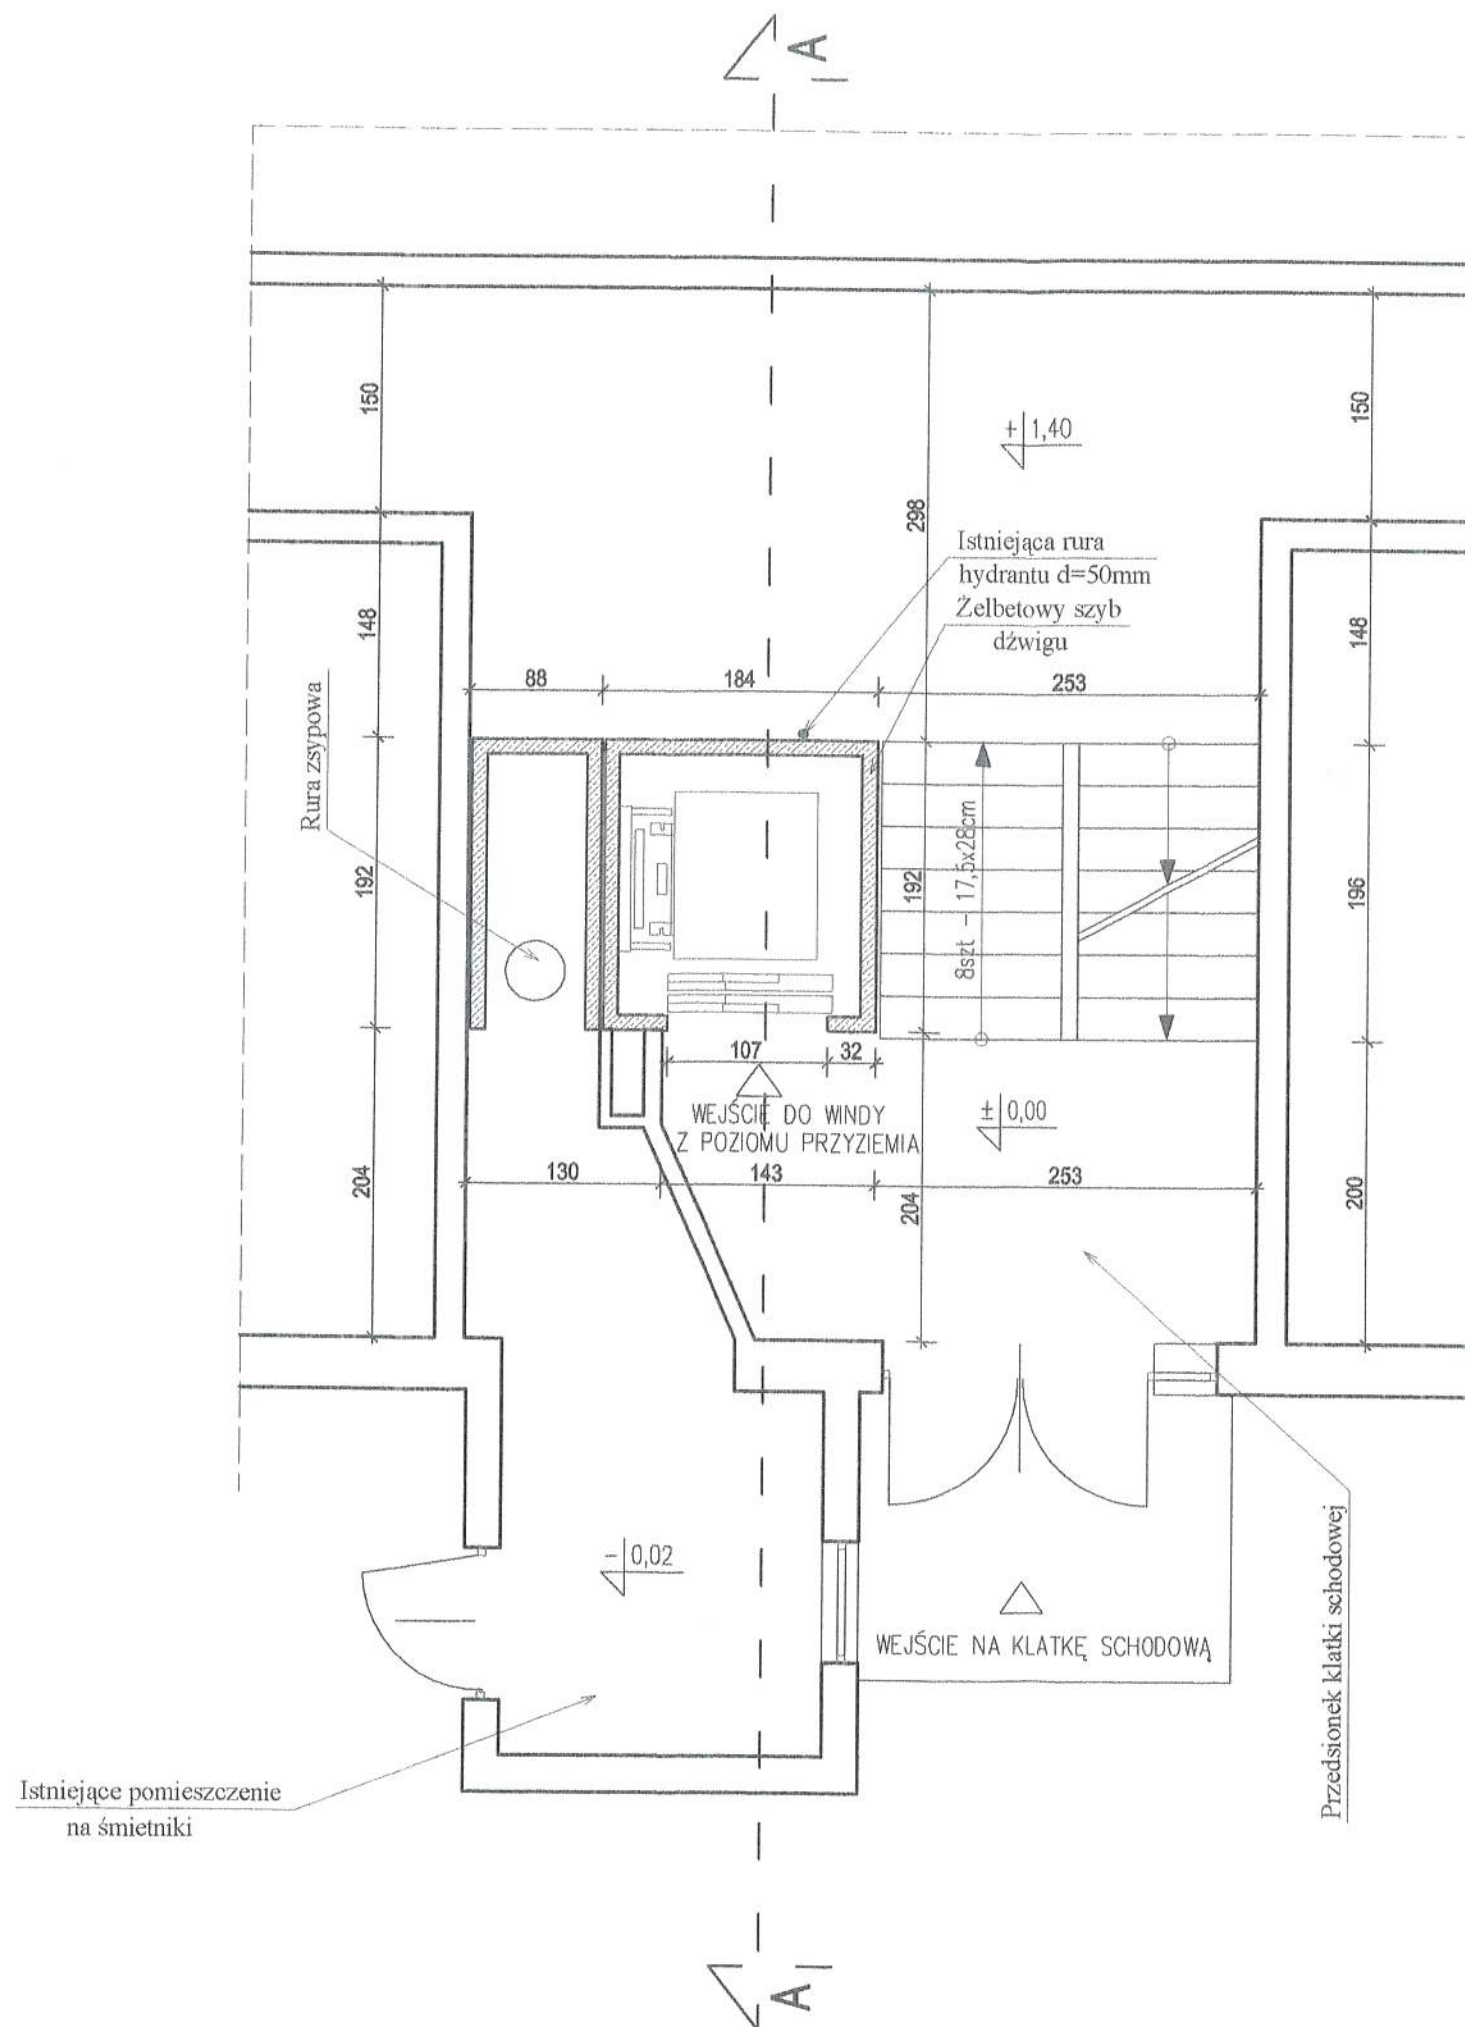 A
150
150
+ 1,40
298
Istniejąca rura
hydrantu d=50mm
Żelbetowy szyb
dźwigu
148
148
88
184
253
Rura zsypowa
192
192
8szt - 17,5x28cm
196
107
32
WEJŚCIE DO WINDY
Z POZIOMU PRZYZIEMIA
± 0,00
130
143
253
204
204
200
- 0,02
WEJŚCIE NA KLATKĘ SCHODOWĄ
Przedsionek klatki schodowej
Istniejące pomieszczenie
na śmietniki
A